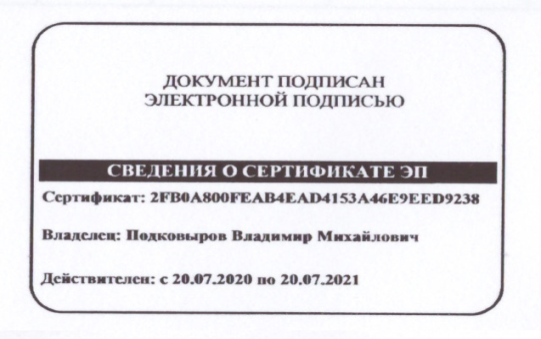 ДОКУМЕНТ ПОДПИСАН
ЭЛЕКТРОННОЙ ПОДПИСЬЮ
СВЕДЕНИЯ О СЕРТИФИКАТЕ ЭП
Сертификат: 2FB0A800FEAB4EAD4153A46E9EED9238
Владелец: Подковыров Владимир Михайлович
Действителен: с 20.07.2020 по 20.07.2021